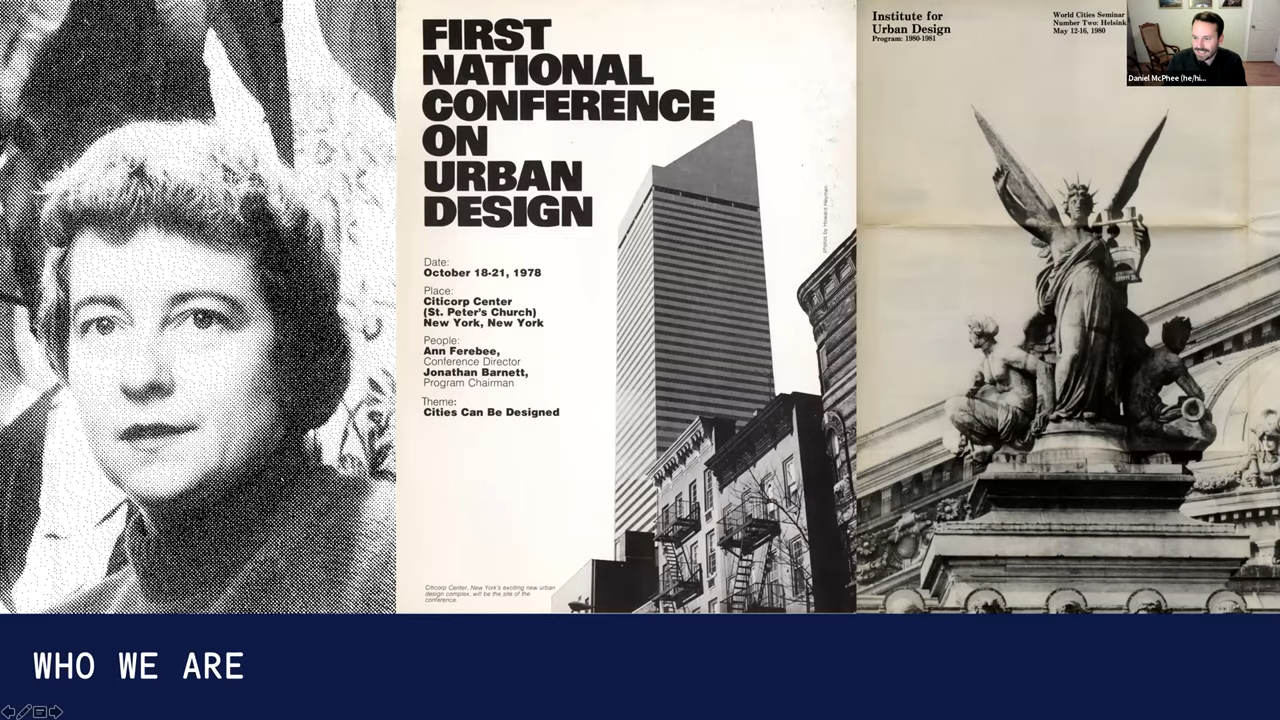 FIRST
NATIONAL
CONFERENCE
ON
URBAN
DESIGN
Date:
October 18-21, 1978
Place:
Citicorp Center
(St. Peter's Church)
New York, New York
People:
Ann Ferebee,
Conference Director
Jonathan Barnett,
Program Chairman
Theme:
Cities Can Be Designed
Citicorp Center, New York's exciting new urban
design complex, will be the site of the
conference.
Institute for
Urban Design
Program: 1980-1981
World Cities Seminar
Number Two: Helsink
May 12-16, 1980
Daniel McPhee (he/hi...
WHO WE ARE